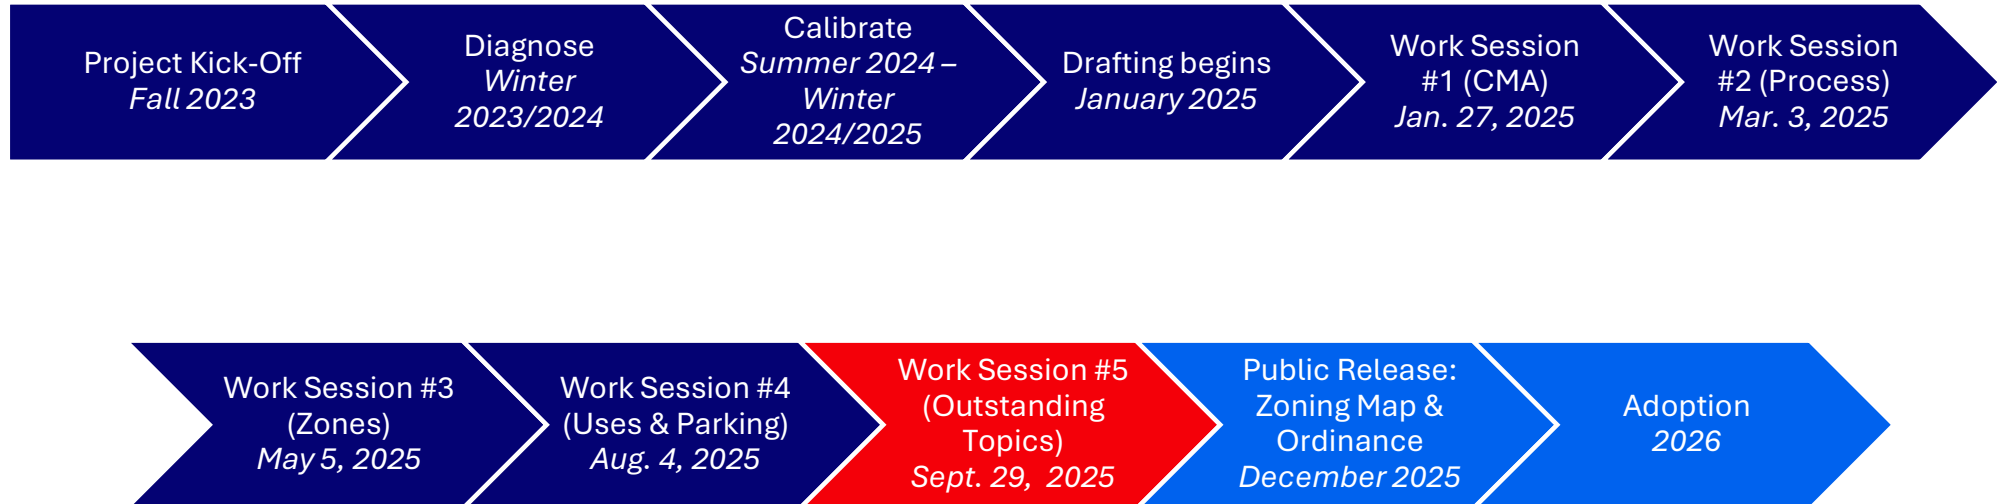 Project Kick-Off
Fall 2023
Diagnose
Winter
2023/2024
Calibrate
Summer 2024 –
Winter
2024/2025
Drafting begins
January 2025
Work Session
#1 (CMA)
Jan. 27, 2025
Work Session
#2 (Process)
Mar. 3, 2025
Work Session #3
(Zones)
May 5, 2025
Work Session #4
(Uses & Parking)
Aug. 4, 2025
Work Session #5
(Outstanding
Topics)
Sept. 29, 2025
Public Release:
Zoning Map &
Ordinance
December 2025
Adoption
2026